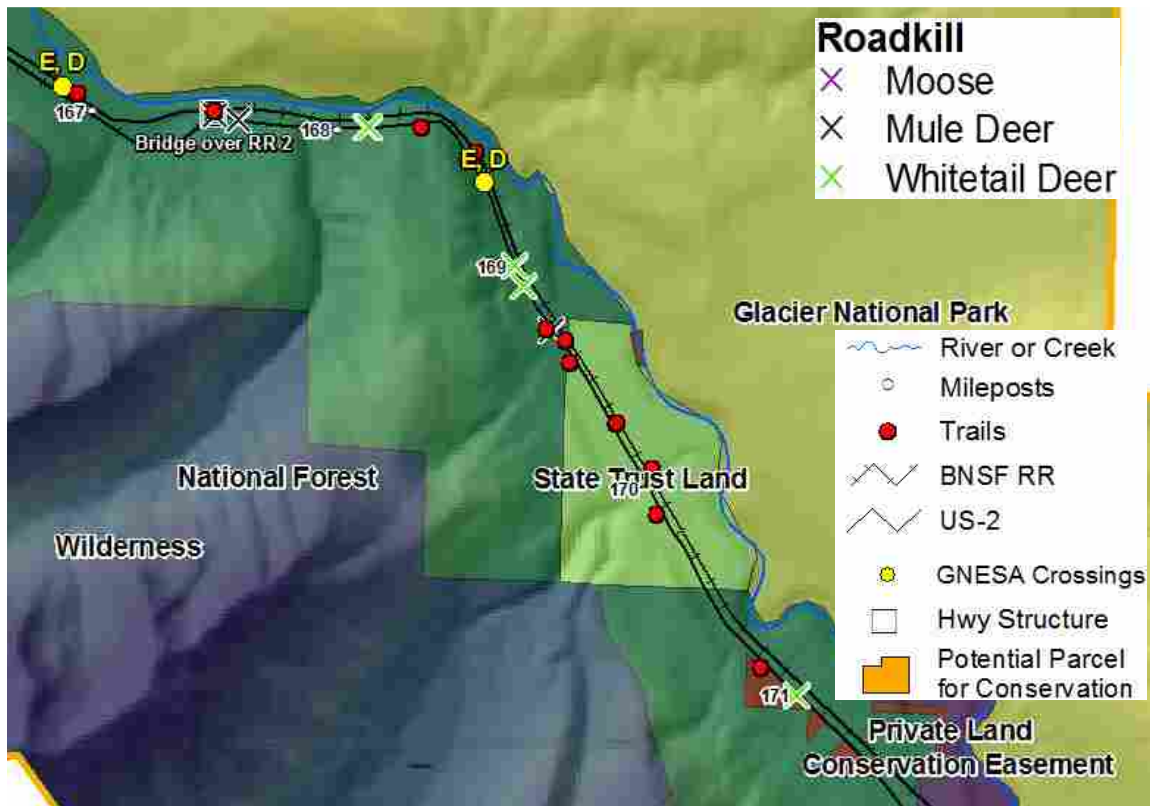 Roadkill
Moose
Mule Deer
Whitetail Deer
E, D
167
Bridge over RR 2
168
E, D
169
Glacier National Park
River or Creek
Mileposts
Trails
BNSF RR
US-2
GNESA Crossings
Hwy Structure
Potential Parcel
for Conservation
National Forest
State Trust Land
170
Wilderness
171
Private Land
Conservation Easement